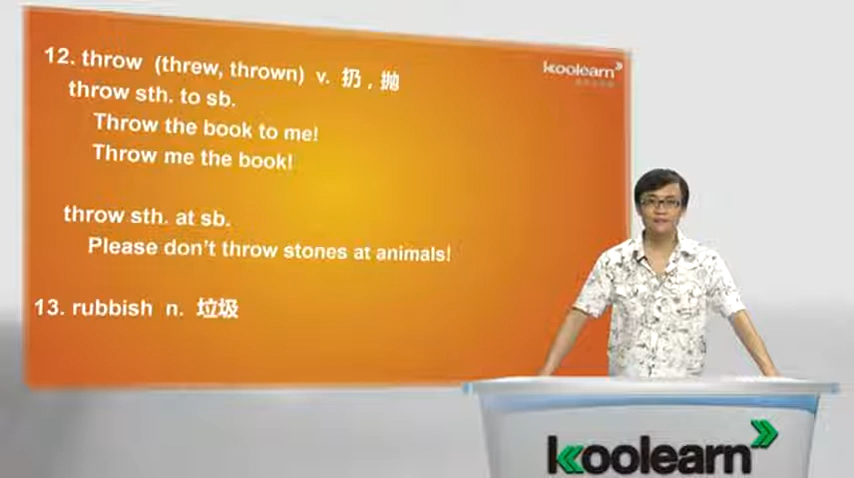 12. throw (threw, thrown) v. 扔，抛
throw sth. to sb.
Throw the book to me!
Throw me the book!
throw sth. at sb.
Please don't throw stones at animals!
13. rubbish n. 垃圾
koolearn
koolearn